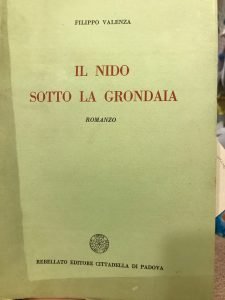 FILIPPO VALENZA
IL NIDO
SOTTO LA GRONDAIA
ROMANZO
REBELLATO EDITORE CITTADELLA DI PADOVA